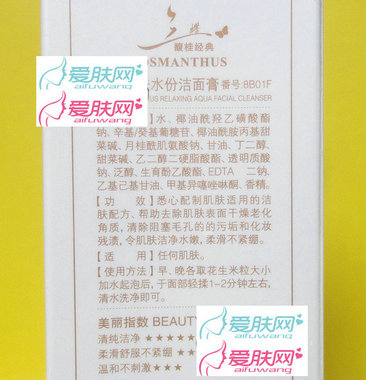 馥桂经典
OSMANTHUS
爱肤网
aifuwang
爱肤网
aifuwang
水份洁面膏 番号:8B01F
US RELAXING AQUA FACIAL CLEANSER
】水、椰油酰羟乙磺酸酯
钠、辛基/癸基葡糖苷、椰油酰胺丙基甜
菜碱、月桂酰肌氨酸钠、甘油、丁二醇、
甜菜碱、乙二醇二硬脂酸酯、透明质酸
钠、泛醇、生育酚乙酸酯、EDTA 二钠、
乙基己基甘油、甲基异噻唑啉酮、香精。
【功 效】悉心配制肌肤适用的洁
肤配方、帮助去除肌肤表面干燥老化
角质,清除阻塞毛孔的的污垢和化妆
残渍,令肌肤洁净水嫩,柔滑不紧绷。
【适 用】任何肌肤。
【使用方法】早、晚各取花生米粒大小
加水起泡后,于面部轻揉1-2分钟左右,
清水洗净即可。
美丽指数 BEAUTY
清纯洁净 ★★★★★
柔滑舒服不紧绷 ★
温和不刺激 ★★★
爱肤网
aifuwang
爱肤网
aifuwang